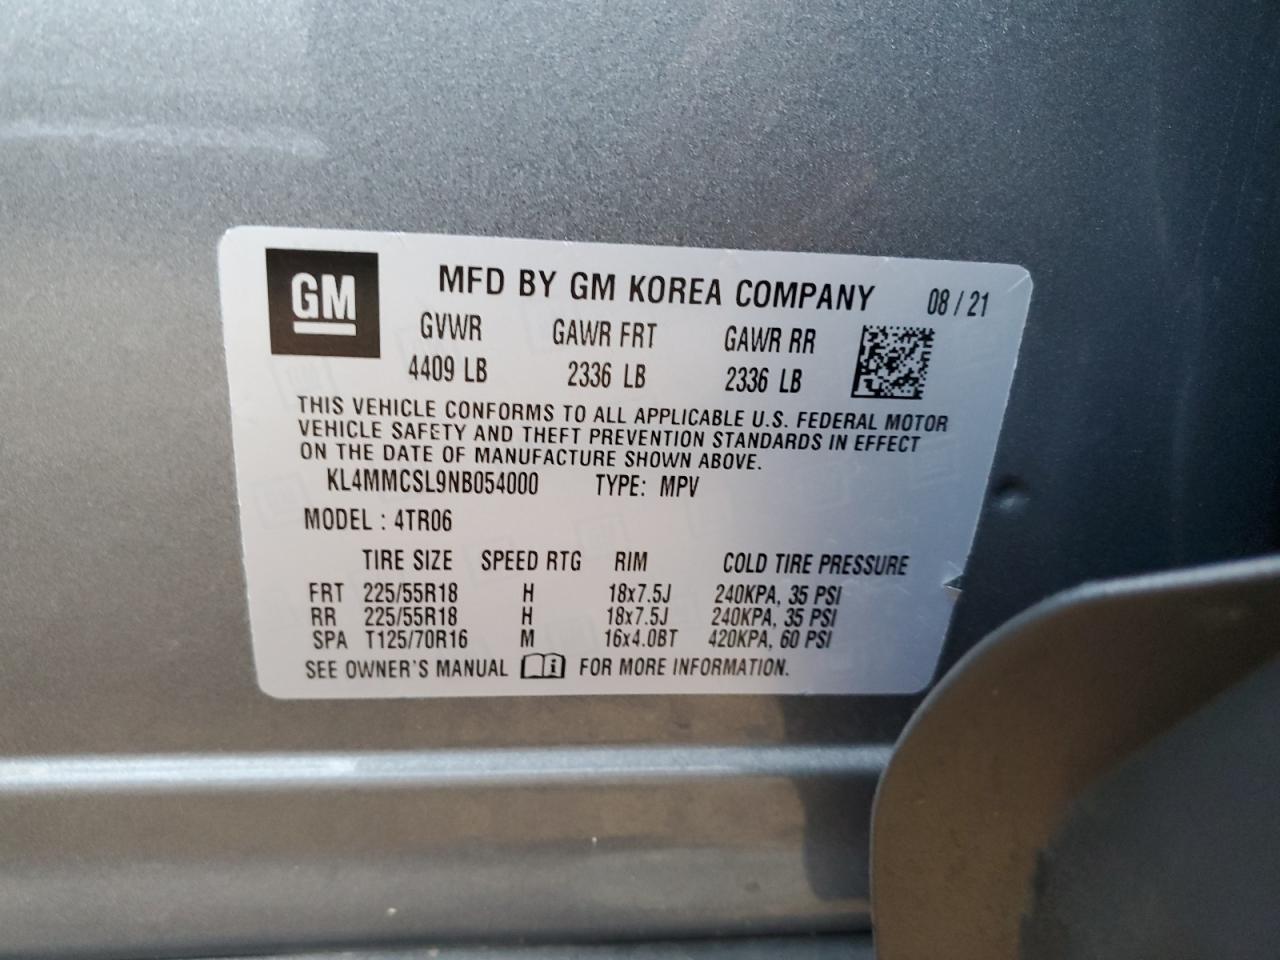 GM
MFD BY GM KOREA COMPANY 08 / 21
GVWR GAWR FRT GAWR RR
4409 LB 2336 LB 2336 LB
THIS VEHICLE CONFORMS TO ALL APPLICABLE U.S. FEDERAL MOTOR
VEHICLE SAFETY AND THEFT PREVENTION STANDARDS IN EFFECT
ON THE DATE OF MANUFACTURE SHOWN ABOVE.
KL4MMCSL9NB054000 TYPE: MPV
MODEL : 4TR06
TIRE SIZE SPEED RTG RIM COLD TIRE PRESSURE
FRT 225/55R18 H 18x7.5J 240KPA, 35 PSI
RR 225/55R18 H 18x7.5J 240KPA, 35 PSI
SPA T125/70R16 M 16x4.0BT 420KPA, 60 PSI
SEE OWNER'S MANUAL i FOR MORE INFORMATION.